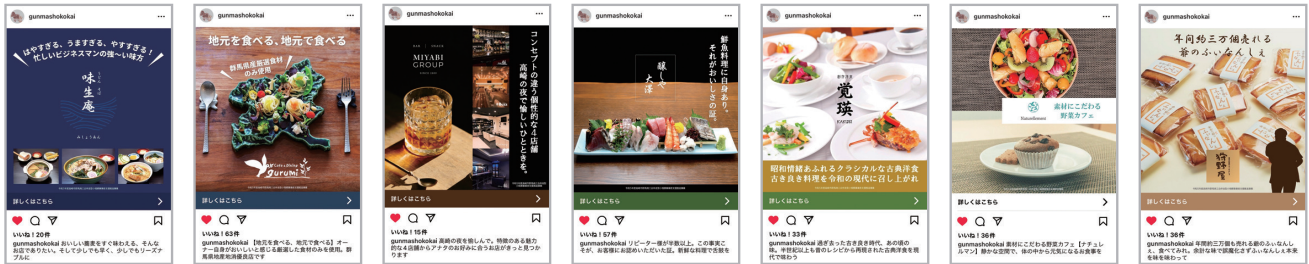 gunmashokokai
はやすぎる、うますぎる、やすすぎる！
忙しいビジネスマンの強〜い味方
味生庵
みしょうあん
詳しくはこちら
いいね！20件
gunmashokokai おいしい蕎麦をすぐ味わえる、そんな
お店でありたい。そして少しでも早く、少しでもリーズナ
ブルに
gunmashokokai
地元を食べる、地元で食べる
群馬県産厳選食材
のみ使用
gurumi
詳しくはこちら
いいね！63件
gunmashokokai 【地元を食べる、地元で食べる】オー
ナー自身がおいしいと感じる厳選した食材のみを使用。群
馬県地産地消優良店です
gunmashokokai
BAR / SNACK
MIYABI
GROUP
コンセプトの違う個性的な4店舗
高崎の夜で愉しいひとときを。
詳しくはこちら
いいね！15件
gunmashokokai 高崎の夜を愉しんで。特徴のある魅力
的な4店舗からアナタのお好みに合うお店がきっと見つか
ります
gunmashokokai
鮮魚料理に自身あり。
それがおいしさの証。
醸しや
大澤
詳しくはこちら
いいね！57件
gunmashokokai リピーター様が半数以上。この事実こ
そが、お客様にお認めいただいた証。新鮮な料理で舌鼓を
gunmashokokai
覚瑛
昭和情緒あふれるクラシカルな古典洋食
古き良き料理を令和の現代に召し上がれ
詳しくはこちら
いいね！33件
gunmashokokai 過ぎ去った古き良き時代、あの頃の
味。半世紀以上も昔のレシピから再現された古典洋食を現
代で味わう
gunmashokokai
素材にこだわる
野菜カフェ
詳しくはこちら
いいね！36件
gunmashokokai 素材にこだわる野菜カフェ【ナチュレ
ルマン】静かな空間で、体の中から元気になるお食事を
gunmashokokai
年間約三万個売れる
爺のふぃなんしぇ
狩野屋
詳しくはこちら
いいね！36件
gunmashokokai 年間約三万個も売れる爺のふぃなんし
ぇ、食べてみれ。余計な味で誤魔化さずふぃなんしぇ本来
を味を味わって